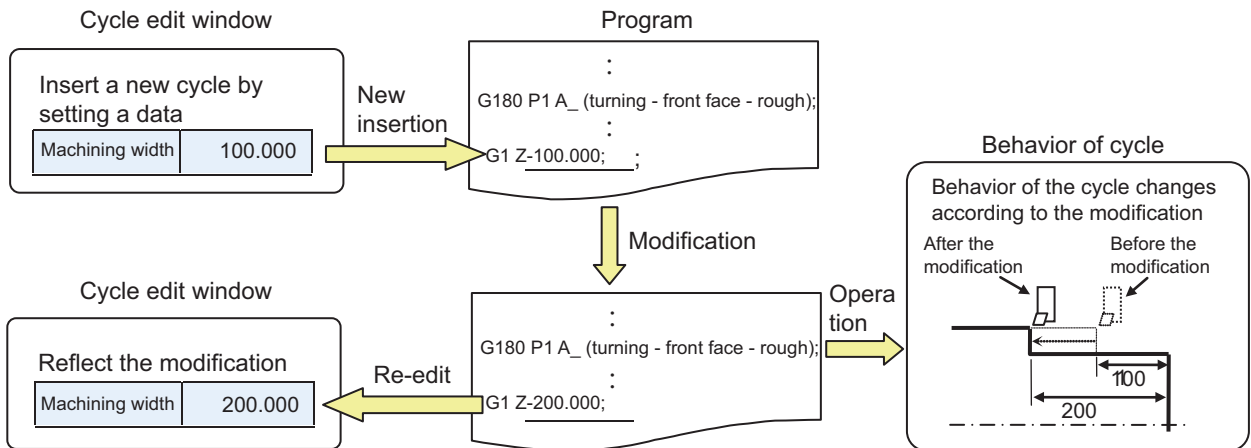 Cycle edit window
Insert a new cycle by
setting a data
Machining width 100.000
New
insertion
Program
:
G180 P1 A_ (turning - front face - rough);
:
G1 Z-100.000; ;
Modification
Cycle edit window
Reflect the modification
Machining width 200.000
Re-edit
:
G180 P1 A_ (turning - front face - rough);
:
G1 Z-200.000;
Opera
tion
Behavior of cycle
Behavior of the cycle changes
according to the modification
After the
modification
Before the
modification
100
200